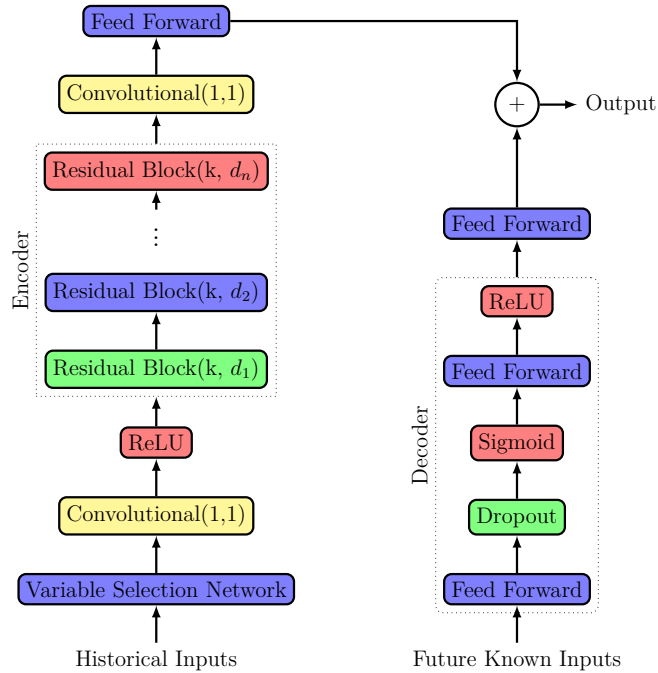 Feed Forward
Convolutional(1,1)
Residual Block(k, dₙ)
⋮
Residual Block(k, d₂)
Residual Block(k, d₁)
Encoder
ReLU
Convolutional(1,1)
Variable Selection Network
Historical Inputs
+
Output
Feed Forward
ReLU
Feed Forward
Sigmoid
Dropout
Feed Forward
Decoder
Future Known Inputs